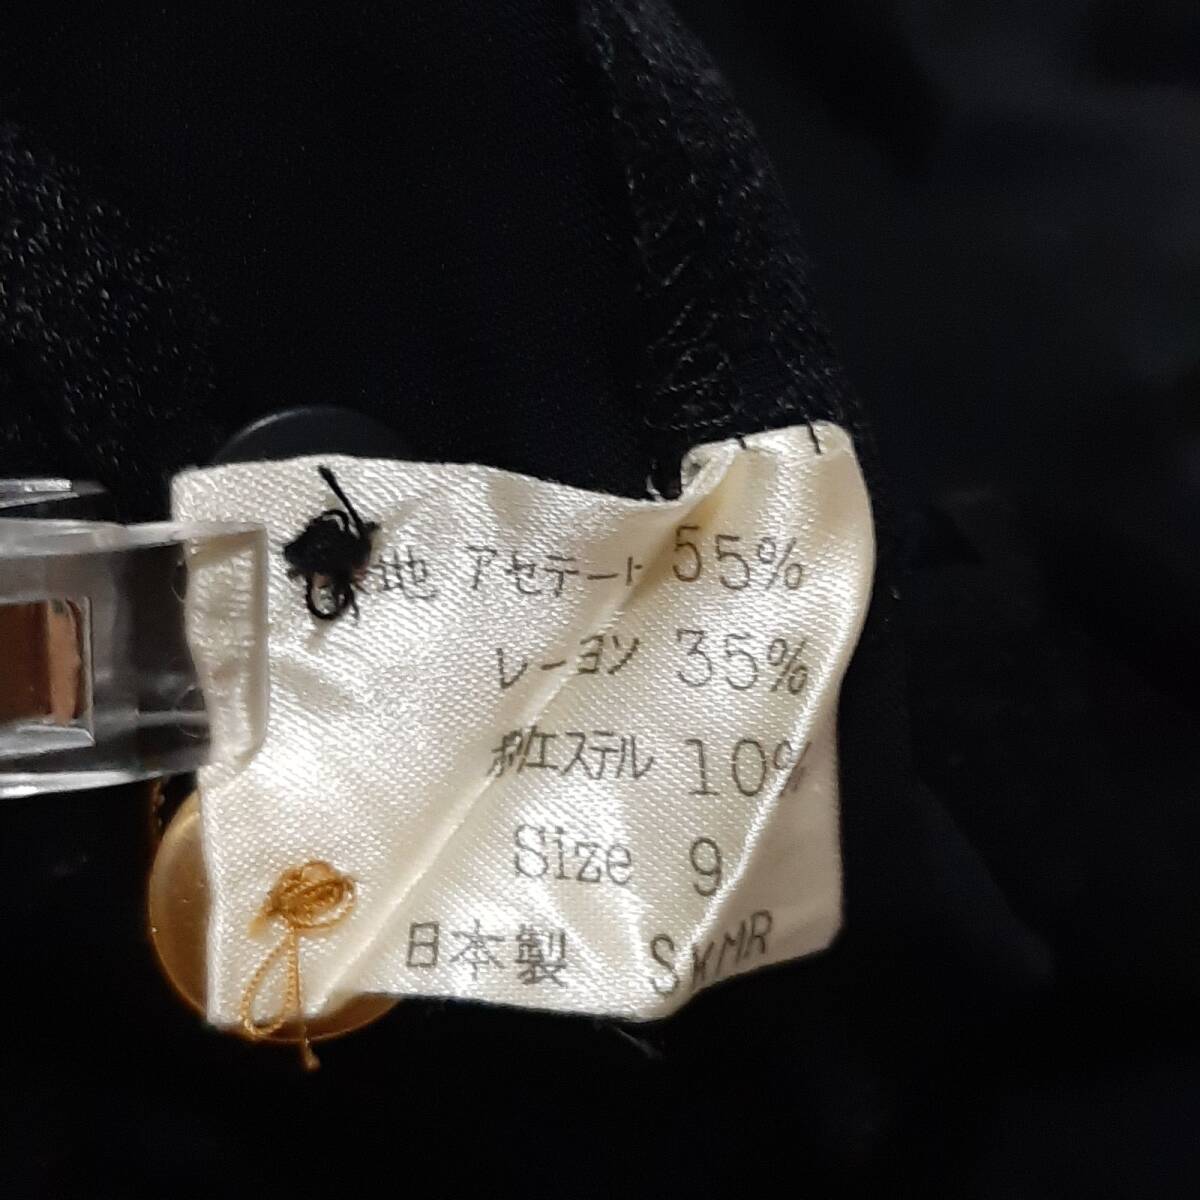 地 アセテート 55%
レーヨン 35%
ポリエステル 10%
Size 9
日本製 SKMR